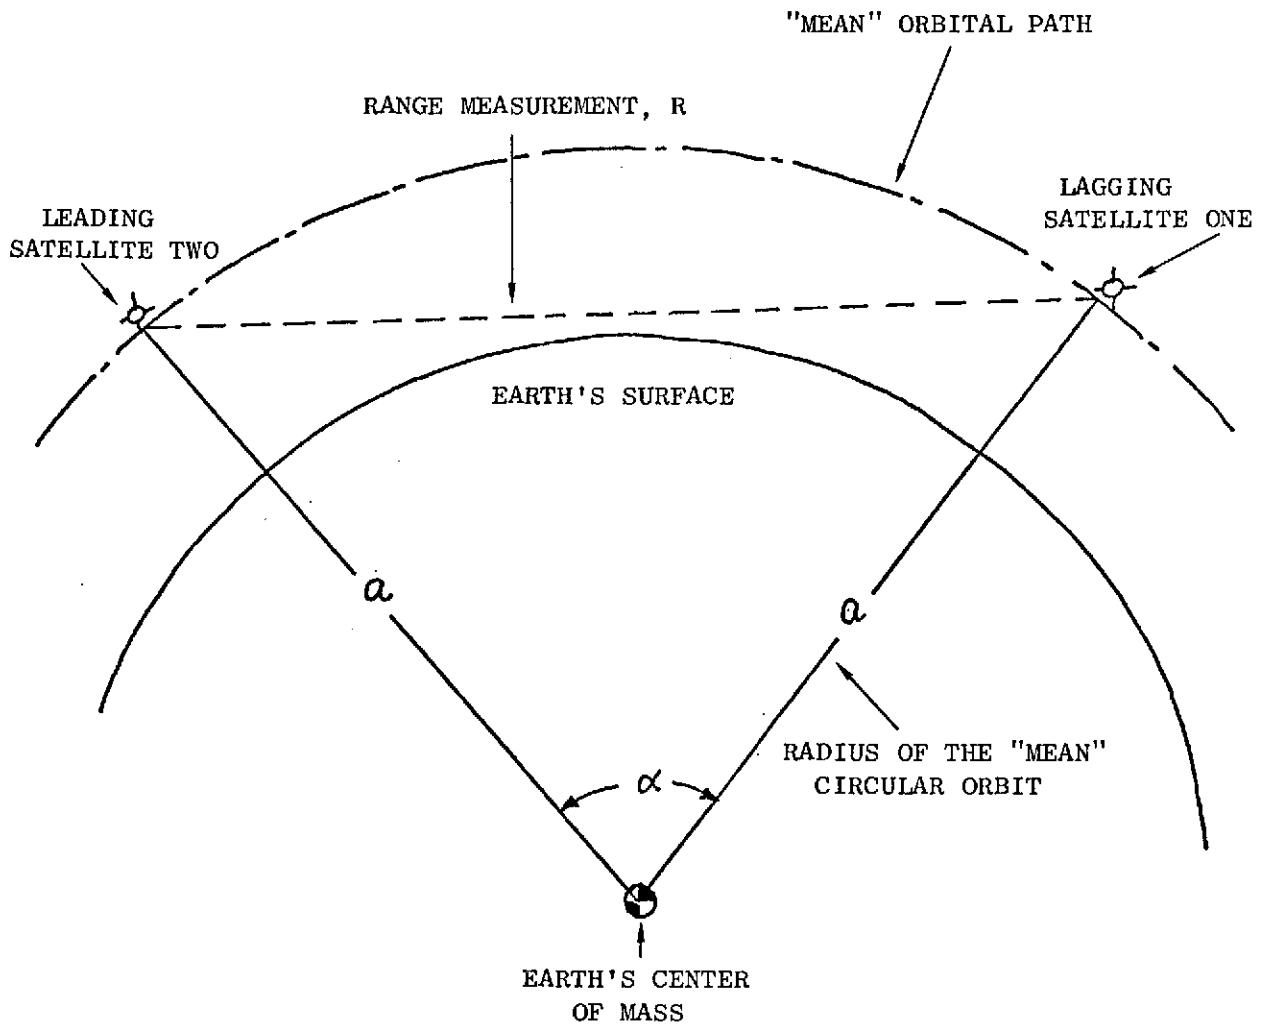 "MEAN" ORBITAL PATH
RANGE MEASUREMENT, R
LAGGING
SATELLITE ONE
LEADING
SATELLITE TWO
EARTH'S SURFACE
a
a
RADIUS OF THE "MEAN"
CIRCULAR ORBIT
α
EARTH'S CENTER
OF MASS